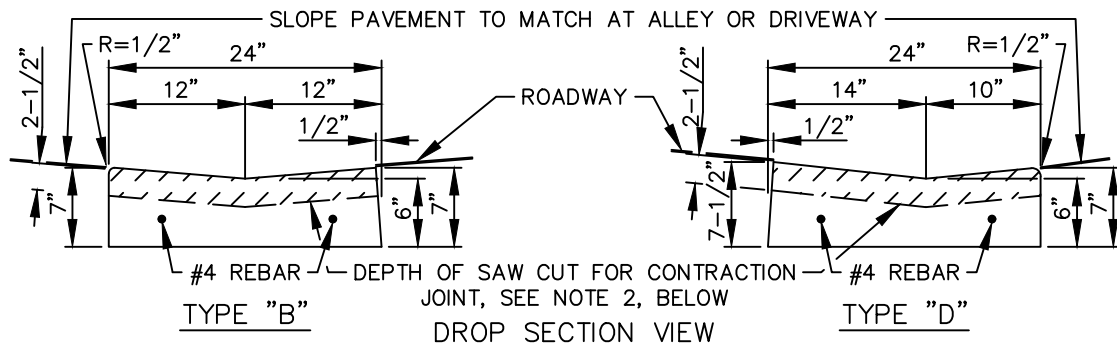 SLOPE PAVEMENT TO MATCH AT ALLEY OR DRIVEWAY
R=1/2"
R=1/2"
24"
24"
2-1/2"
12"
12"
ROADWAY
2-1/2"
14"
10"
1/2"
1/2"
7"
6"
7"
7-1/2"
6"
7"
#4 REBAR
DEPTH OF SAW CUT FOR CONTRACTION
JOINT, SEE NOTE 2, BELOW
#4 REBAR
TYPE "B"
TYPE "D"
DROP SECTION VIEW